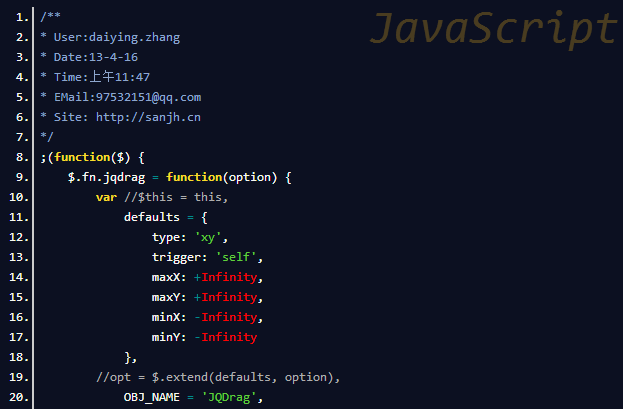 JavaScript
1. /**
2. * User:daiying.zhang
3. * Date:13-4-16
4. * Time:上午11:47
5. * EMail:97532151@qq.com
6. * Site: http://sanjh.cn
7. */
8. ;(function($) {
9. $.fn.jqdrag = function(option) {
10. var //$this = this,
11. defaults = {
12. type: 'xy',
13. trigger: 'self',
14. maxX: +Infinity,
15. maxY: +Infinity,
16. minX: -Infinity,
17. minY: -Infinity
18. },
19. //opt = $.extend(defaults, option),
20. OBJ_NAME = 'JQDrag',